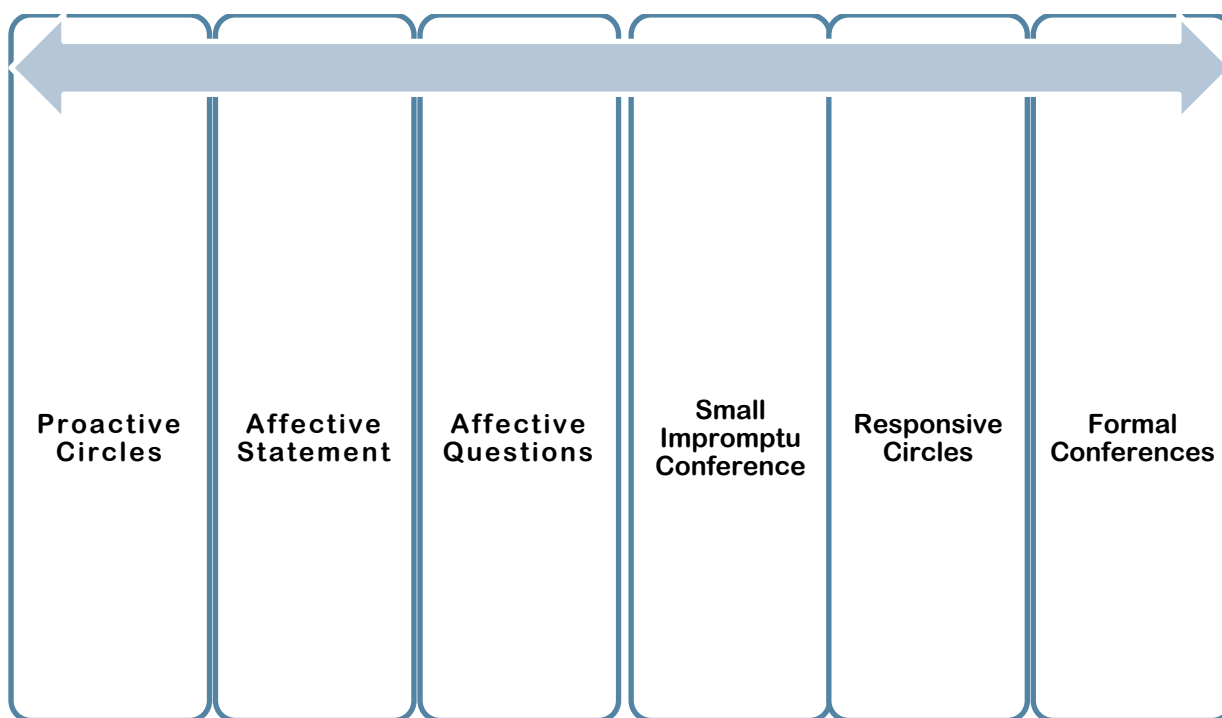 Proactive
Circles
Affective
Statement
Affective
Questions
Small
Impromptu
Conference
Responsive
Circles
Formal
Conferences